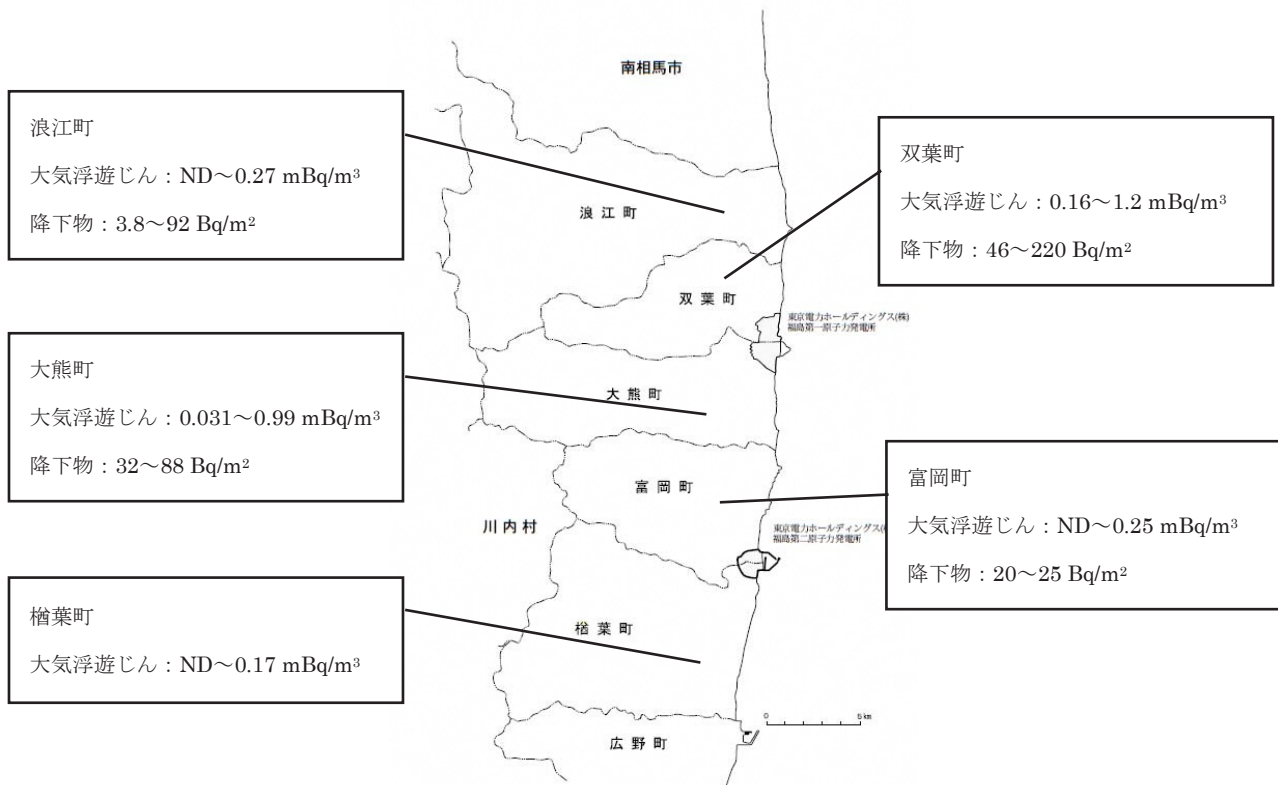 南相馬市
浪江町
大気浮遊じん：ND～0.27 mBq/m³
降下物：3.8～92 Bq/m²
双葉町
大気浮遊じん：0.16～1.2 mBq/m³
降下物：46～220 Bq/m²
浪江町
双葉町
東京電力ホールディングス(株)
福島第一原子力発電所
大熊町
大気浮遊じん：0.031～0.99 mBq/m³
降下物：32～88 Bq/m²
大熊町
富岡町
大気浮遊じん：ND～0.25 mBq/m³
降下物：20～25 Bq/m²
富岡町
川内村
東京電力ホールディングス(
福島第二原子力発電所
楢葉町
大気浮遊じん：ND～0.17 mBq/m³
楢葉町
0 5km
広野町